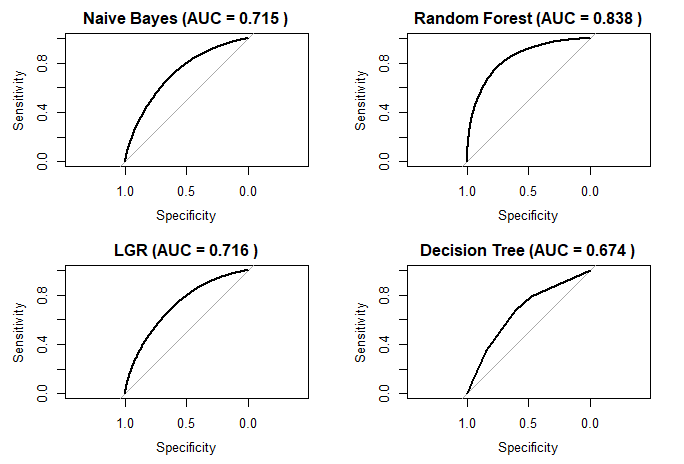 Naive Bayes (AUC = 0.715 )
Sensitivity
0.8
0.4
0.0
1.0 0.5 0.0
Specificity
Random Forest (AUC = 0.838 )
Sensitivity
0.8
0.4
0.0
1.0 0.5 0.0
Specificity
LGR (AUC = 0.716 )
Sensitivity
0.8
0.4
0.0
1.0 0.5 0.0
Specificity
Decision Tree (AUC = 0.674 )
Sensitivity
0.8
0.4
0.0
1.0 0.5 0.0
Specificity